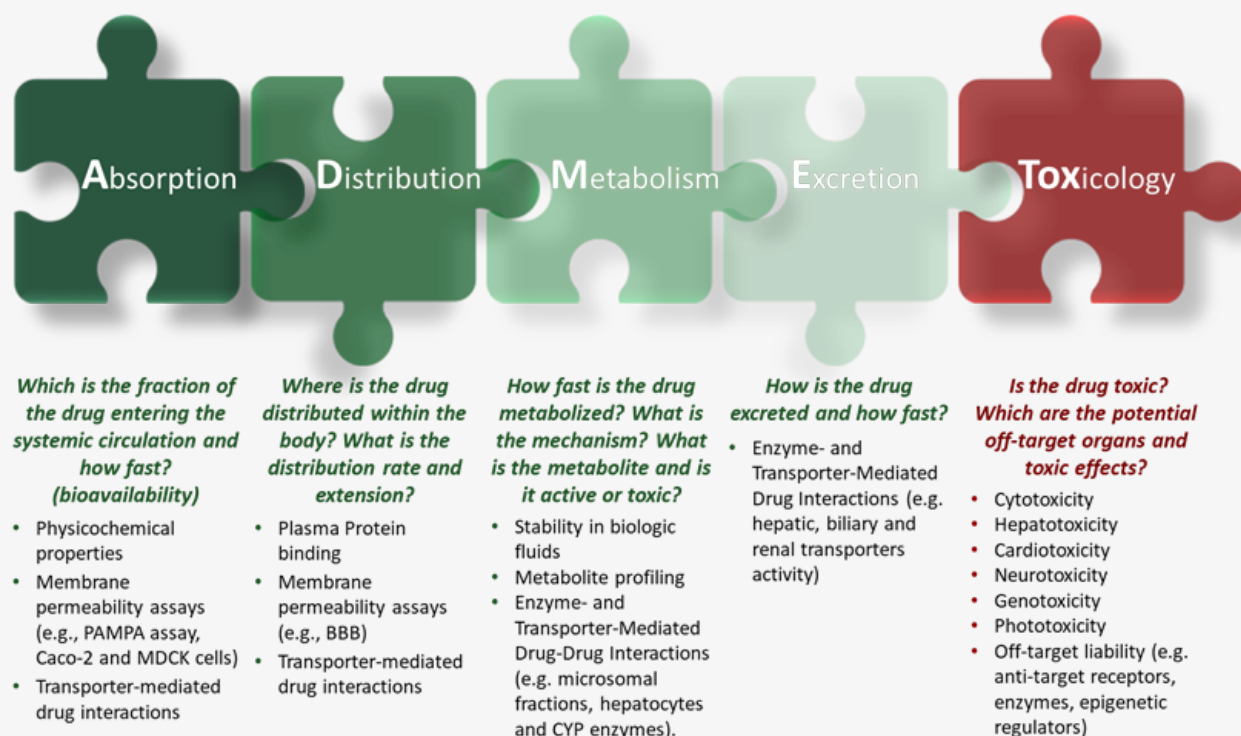 Absorption
Distribution
Metabolism
Excretion
Toxicology
Which is the fraction of
the drug entering the
systemic circulation and
how fast?
(bioavailability)
• Physicochemical
properties
• Membrane
permeability assays
(e.g., PAMPA assay,
Caco-2 and MDCK cells)
• Transporter-mediated
drug interactions
Where is the drug
distributed within the
body? What is the
distribution rate and
extension?
• Plasma Protein
binding
• Membrane
permeability assays
(e.g., BBB)
• Transporter-mediated
drug interactions
How fast is the drug
metabolized? What is
the mechanism? What
is the metabolite and is
it active or toxic?
• Stability in biologic
fluids
• Metabolite profiling
• Enzyme- and
Transporter-Mediated
Drug-Drug Interactions
(e.g. microsomal
fractions, hepatocytes
and CYP enzymes).
How is the drug
excreted and how fast?
• Enzyme- and
Transporter-Mediated
Drug Interactions (e.g.
hepatic, biliary and
renal transporters
activity)
Is the drug toxic?
Which are the potential
off-target organs and
toxic effects?
• Cytotoxicity
• Hepatotoxicity
• Cardiotoxicity
• Neurotoxicity
• Genotoxicity
• Phototoxicity
• Off-target liability (e.g.
anti-target receptors,
enzymes, epigenetic
regulators)